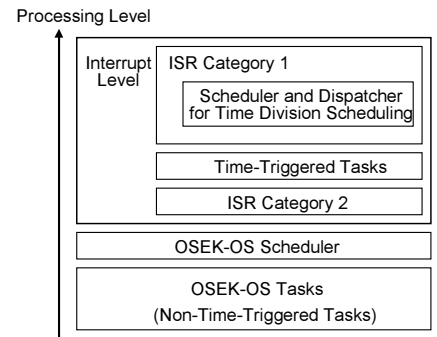 Processing Level
Interrupt
Level
ISR Category 1
Scheduler and Dispatcher
for Time Division Scheduling
Time-Triggered Tasks
ISR Category 2
OSEK-OS Scheduler
OSEK-OS Tasks
(Non-Time-Triggered Tasks)